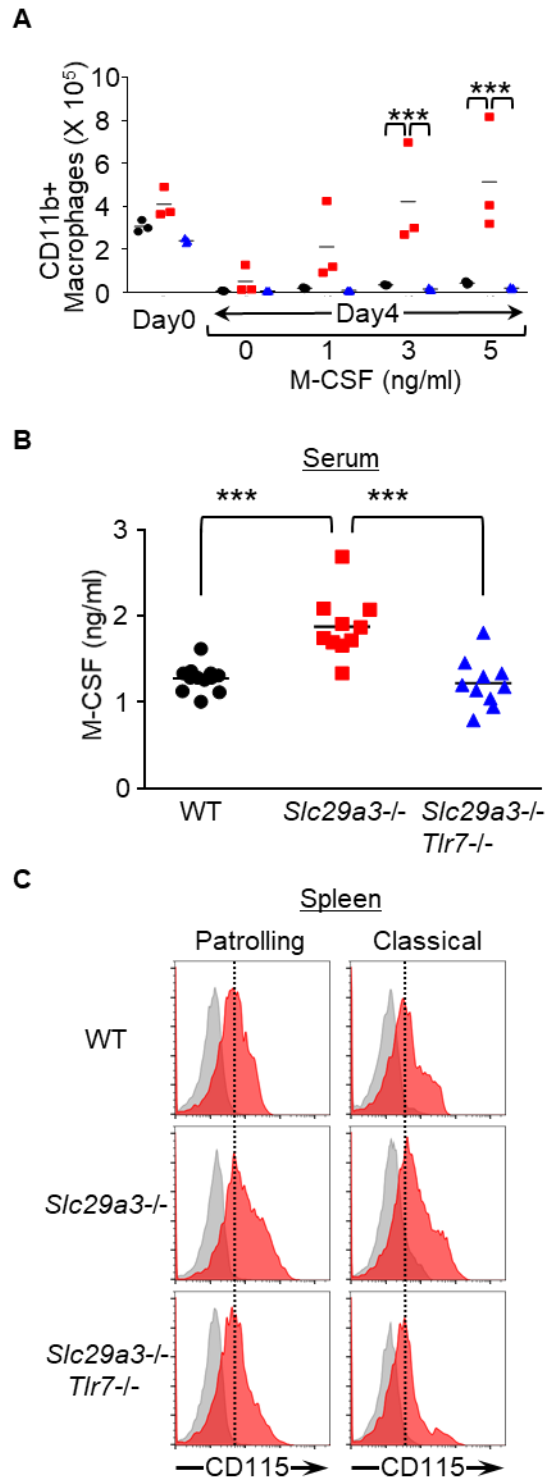 A
CD11b+
Macrophages (X 10⁵)
10
8
6
4
2
0
***
***
Day0
Day4
0 1 3 5
M-CSF (ng/ml)
B
Serum
*** ***
M-CSF (ng/ml)
3
2
1
0
WT Slc29a3-/- Slc29a3-/-
Tlr7-/-
C
Spleen
Patrolling Classical
WT
Slc29a3-/-
Slc29a3-/-
Tlr7-/-
CD115 CD115